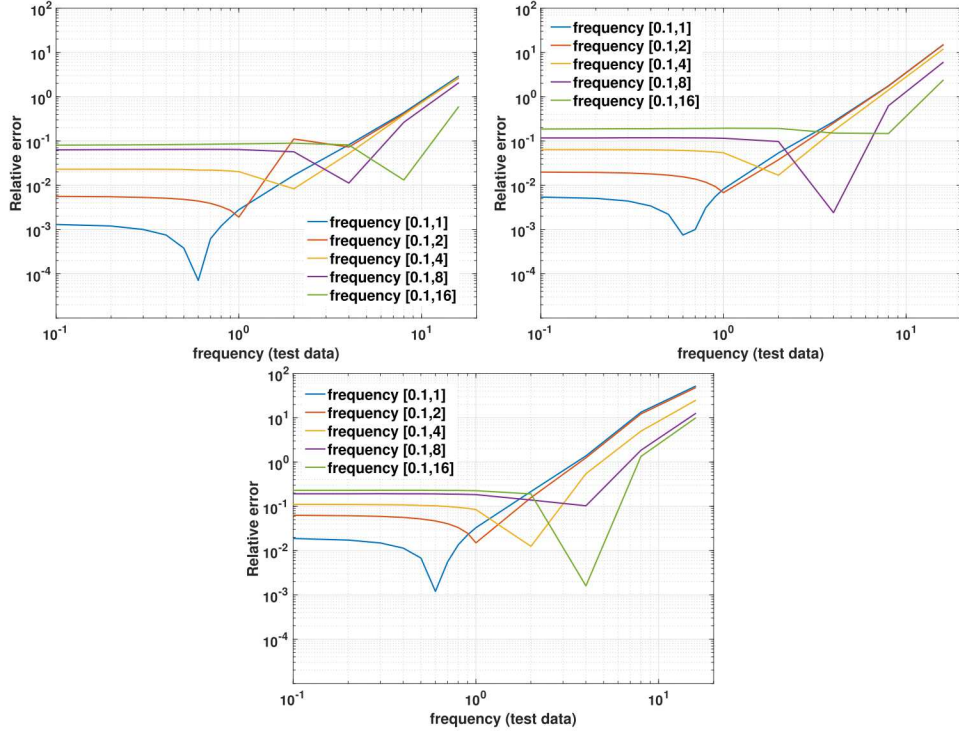 10^2
10^1
10^0
10^-1
10^-2
10^-3
10^-4
Relative error
frequency [0.1,1]
frequency [0.1,2]
frequency [0.1,4]
frequency [0.1,8]
frequency [0.1,16]
10^-1
10^0
10^1
frequency (test data)
10^2
10^1
10^0
10^-1
10^-2
10^-3
10^-4
Relative error
frequency [0.1,1]
frequency [0.1,2]
frequency [0.1,4]
frequency [0.1,8]
frequency [0.1,16]
10^-1
10^0
10^1
frequency (test data)
10^2
10^1
10^0
10^-1
10^-2
10^-3
10^-4
Relative error
frequency [0.1,1]
frequency [0.1,2]
frequency [0.1,4]
frequency [0.1,8]
frequency [0.1,16]
10^-1
10^0
10^1
frequency (test data)